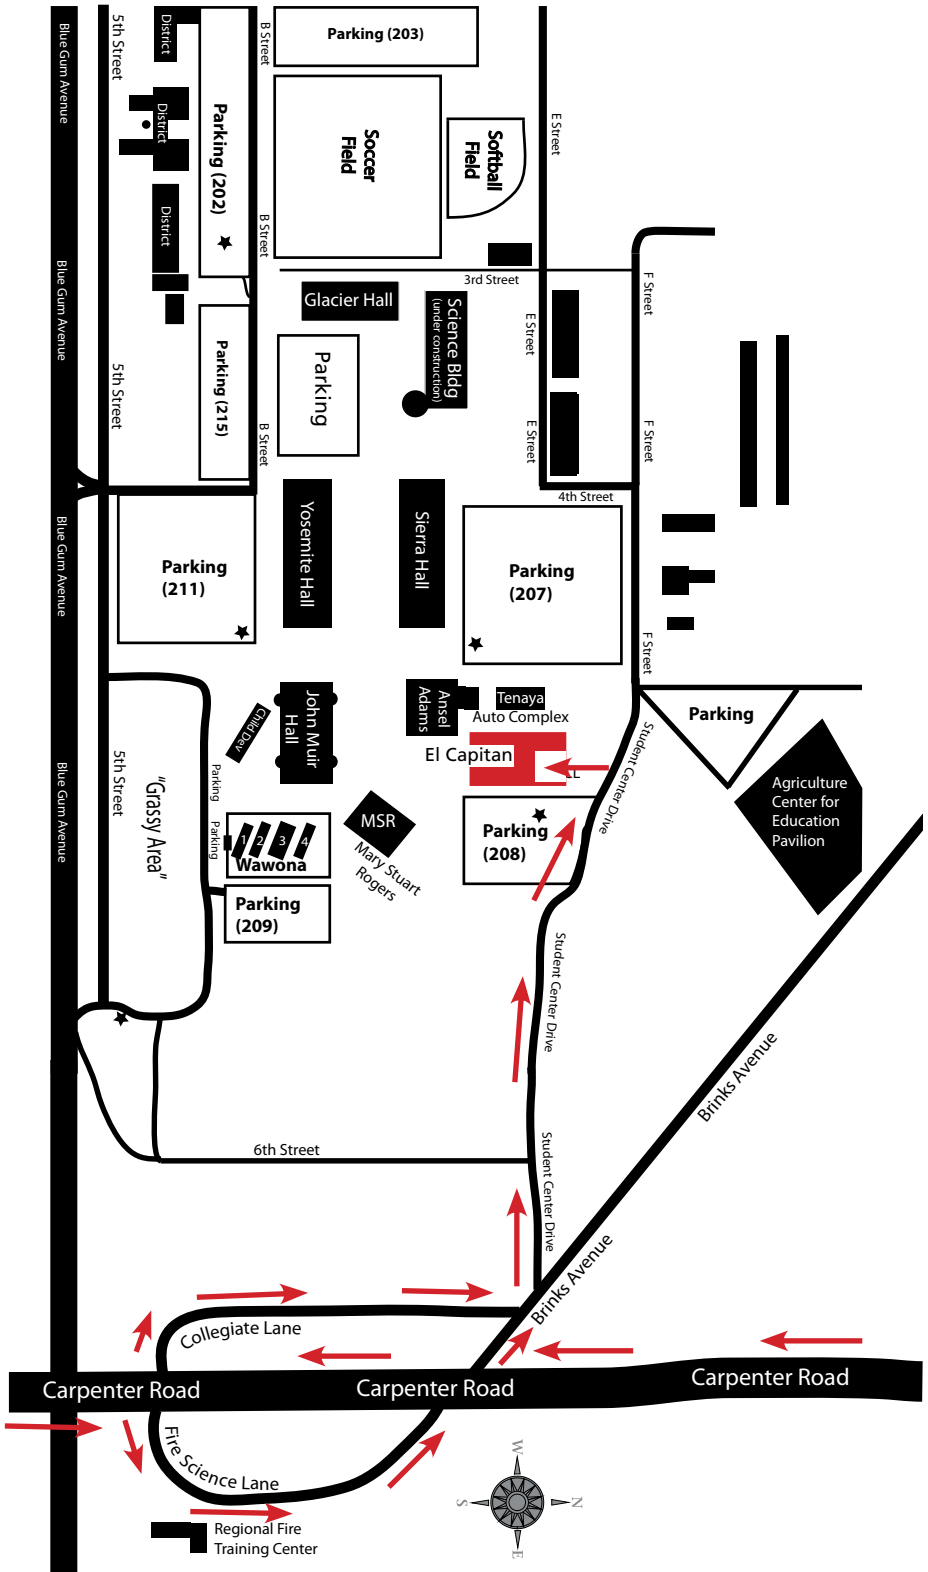 Blue Gum Avenue
5th Street
District
B Street
Parking (203)
District
Parking (202)
Soccer
Field
Softball
Field
E Street
District
B Street
3rd Street
Blue Gum Avenue
F Street
Glacier Hall
Science Bldg
(under construction)
E Street
5th Street
Parking (215)
Parking
B Street
E Street
F Street
4th Street
Blue Gum Avenue
Parking
(211)
Yosemite Hall
Sierra Hall
Parking
(207)
F Street
Child Dev
John Muir
Hall
Ansel
Adams
Tenaya
Auto Complex
Parking
El Capitan
Student Center Drive
Blue Gum Avenue
5th Street
"Grassy Area"
Parking
Parking
1
2
3
4
Wawona
MSR
Mary Stuart
Rogers
Parking
(208)
Agriculture
Center for
Education
Pavilion
Parking
(209)
Student Center Drive
Brinks Avenue
6th Street
Student Center Drive
Brinks Avenue
Collegiate Lane
Carpenter Road
Carpenter Road
Carpenter Road
Fire Science Lane
W
S
N
E
Regional Fire
Training Center